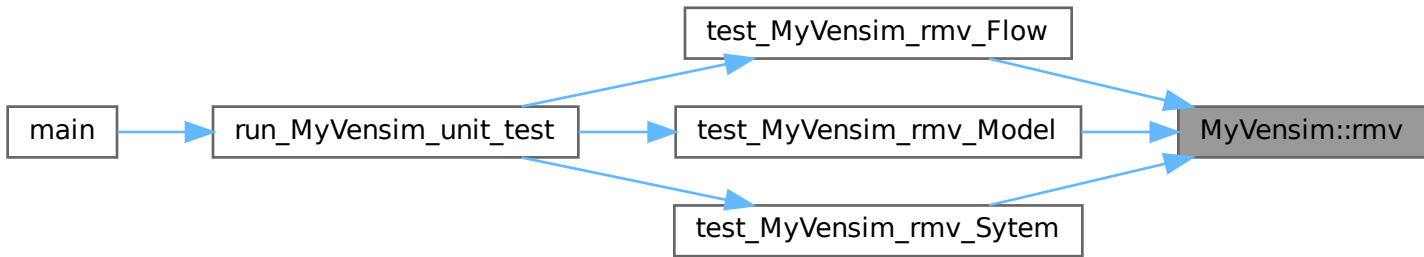 test_MyVensim_rmv_Flow
main
run_MyVensim_unit_test
test_MyVensim_rmv_Model
MyVensim::rmv
test_MyVensim_rmv_Sytem